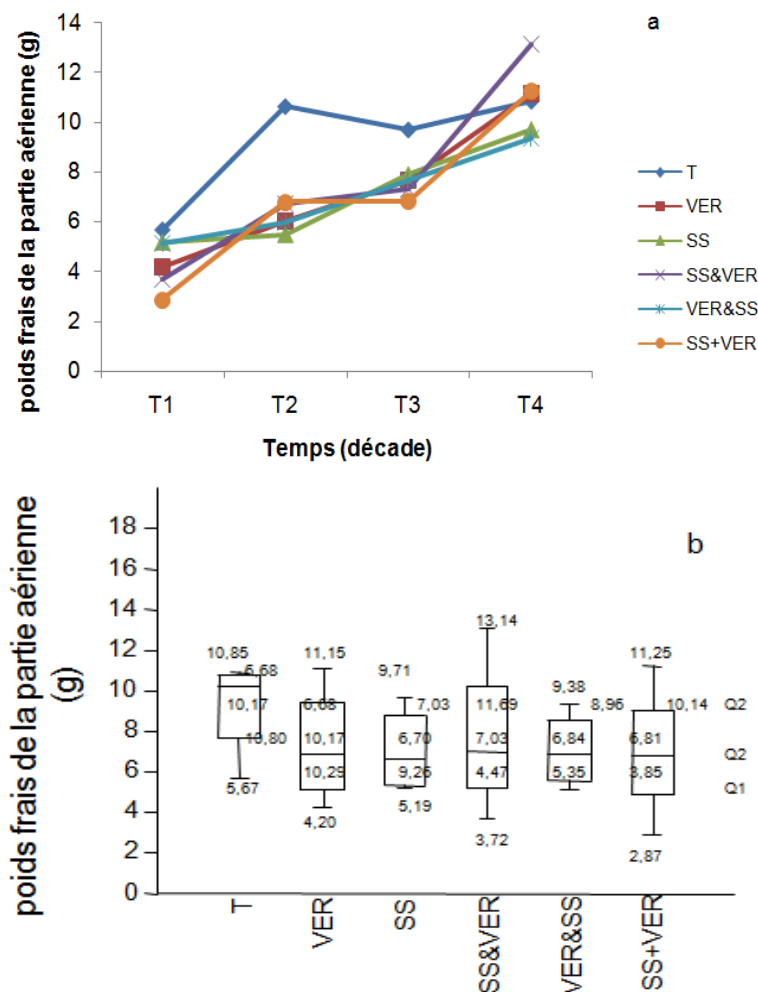 poids frais de la partie aérienne (g)
14
12
10
8
6
4
2
0
a
T1 T2 T3 T4
Temps (décade)
T
VER
SS
SS&VER
VER&SS
SS+VER
poids frais de la partie aérienne
(g)
18
16
14
12
10
8
6
4
2
0
b
10,85
6,68
10,17
10,80
5,67
11,15
6,68
10,17
10,29
4,20
9,71
7,03
6,70
9,26
5,19
13,14
11,69
7,03
4,47
3,72
9,38
8,96
6,84
5,35
11,25
10,14
6,81
3,85
2,87
Q2
Q2
Q1
T
VER
SS
SS&VER
VER&SS
SS+VER